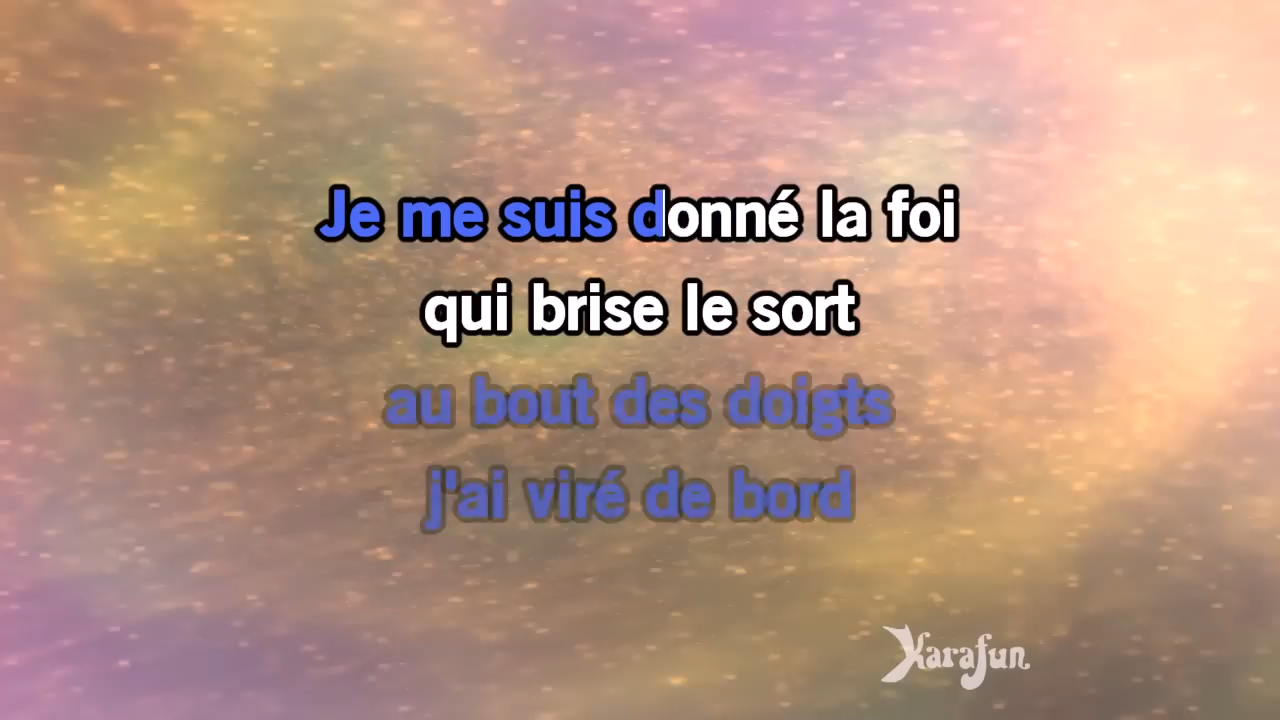 Je me suis donné la foi
qui brise le sort
au bout des doigts
j'ai viré de bord
Karafun